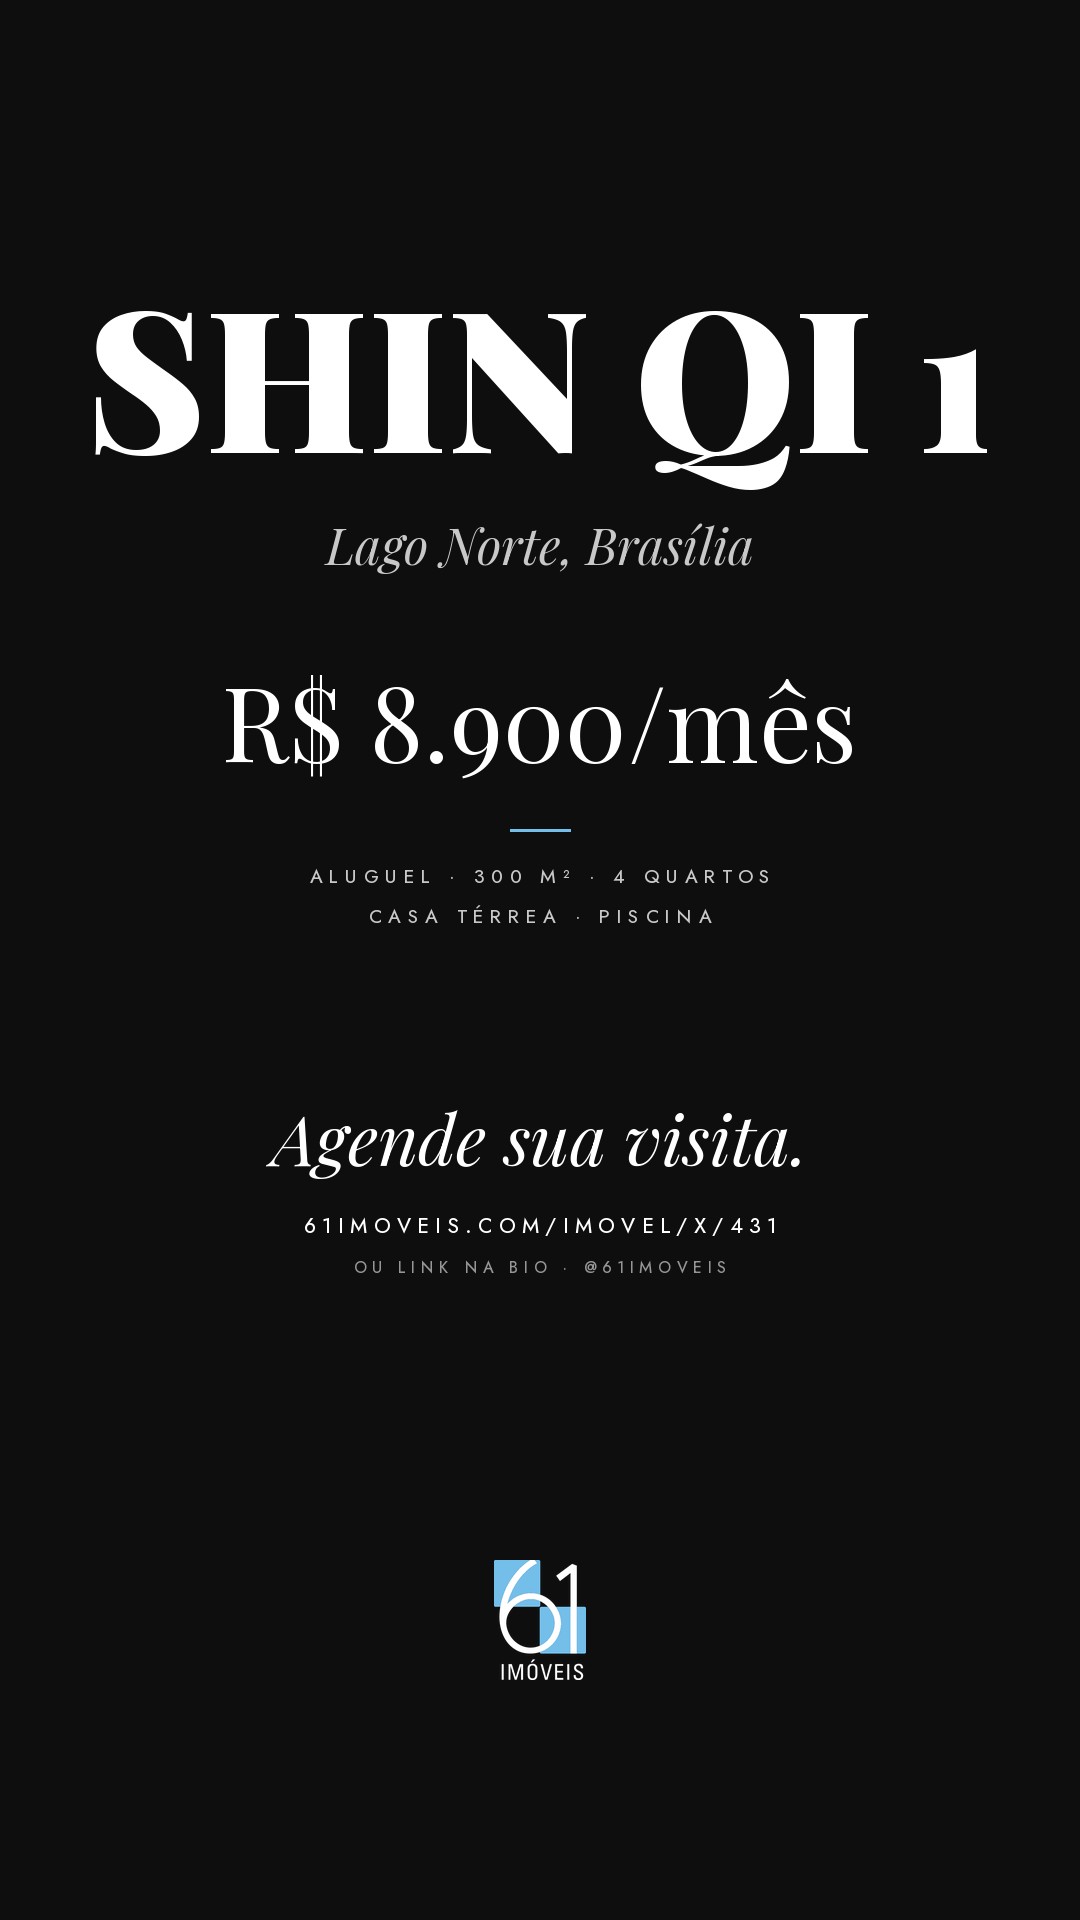 SHIN QI 1
Lago Norte, Brasília
R$ 8.900/mês
ALUGUEL · 300 M² · 4 QUARTOS
CASA TÉRREA · PISCINA
Agende sua visita.
61IMOVEIS.COM/IMOVEL/X/431
OU LINK NA BIO · @61IMOVEIS
61
IMÓVEIS